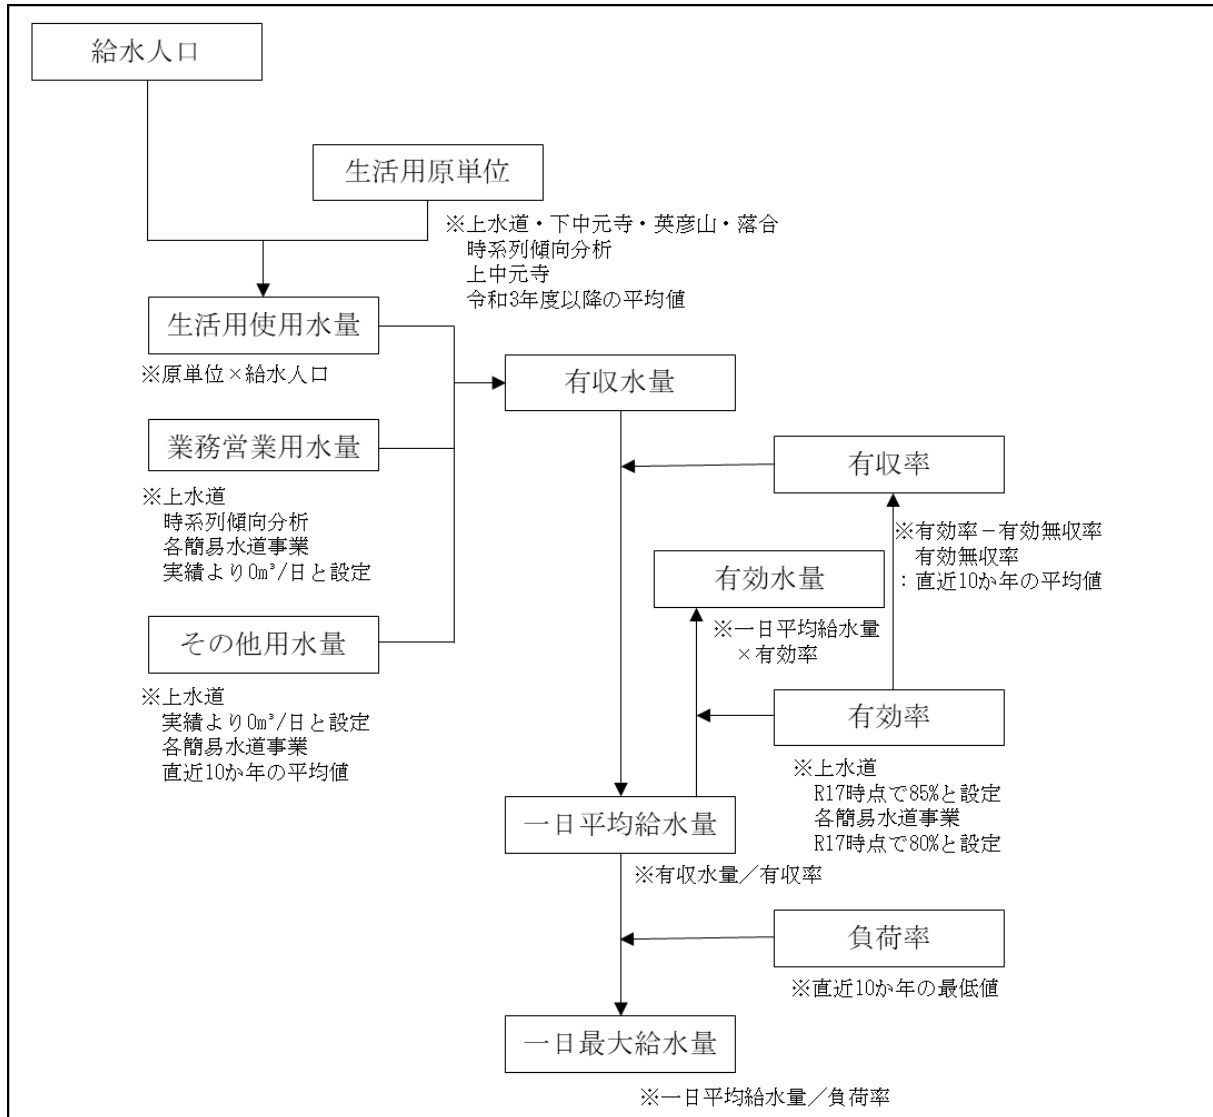 給水人口
生活用原単位
※上水道・下中元寺・英彦山・落合
時系列傾向分析
上中元寺
令和3年度以降の平均値
生活用使用水量
※原単位×給水人口
有収水量
業務営業用水量
※上水道
時系列傾向分析
各簡易水道事業
実績より0m³/日と設定
有収率
※有効率－有効無収率
有効無収率
：直近10か年の平均値
有効水量
※一日平均給水量
×有効率
その他用水量
※上水道
実績より0m³/日と設定
各簡易水道事業
直近10か年の平均値
有効率
※上水道
R17時点で85%と設定
各簡易水道事業
R17時点で80%と設定
一日平均給水量
※有収水量／有収率
負荷率
※直近10か年の最低値
一日最大給水量
※一日平均給水量／負荷率